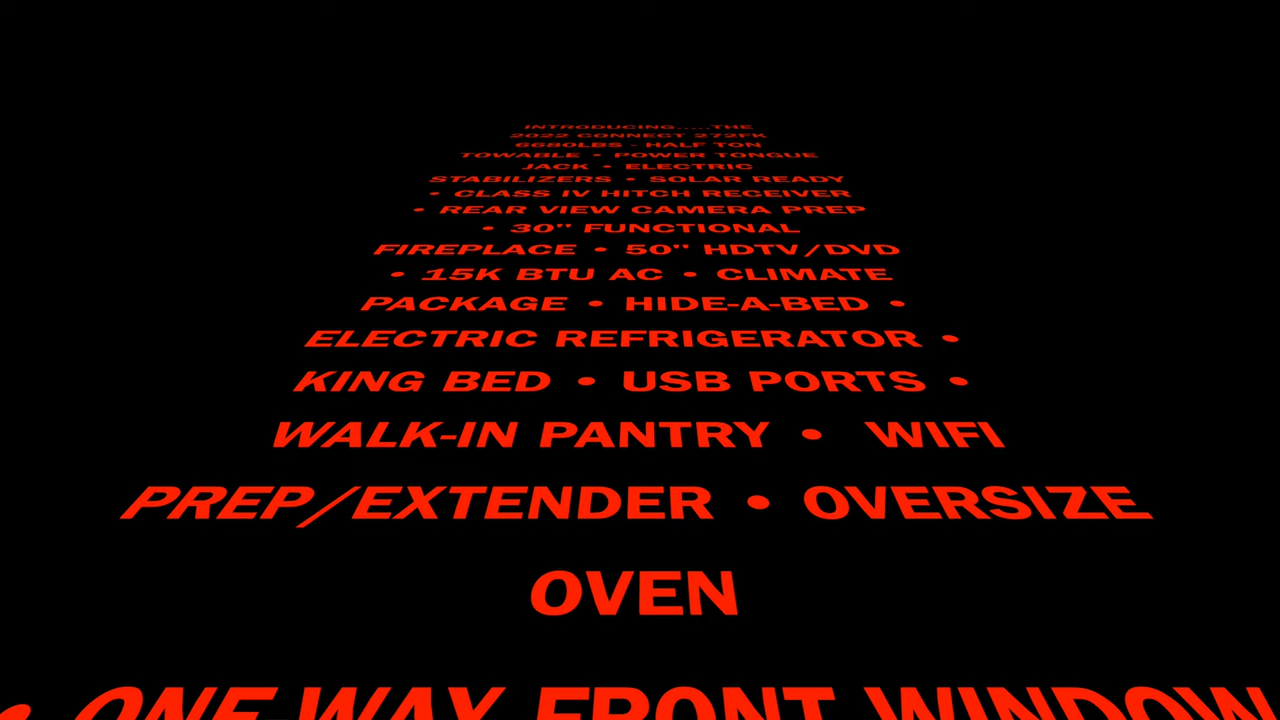 INTRODUCING.....THE
2022 CONNECT 272FK
6680LBS - HALF TON
TOWABLE • POWER TONGUE
JACK • ELECTRIC
STABILIZERS • SOLAR READY
• CLASS IV HITCH RECEIVER
• REAR VIEW CAMERA PREP
• 30" FUNCTIONAL
FIREPLACE • 50" HDTV/DVD
• 15K BTU AC • CLIMATE
PACKAGE • HIDE-A-BED •
ELECTRIC REFRIGERATOR •
KING BED • USB PORTS •
WALK-IN PANTRY • WIFI
PREP/EXTENDER • OVERSIZE
OVEN
• ONE WAY FRONT WINDOW